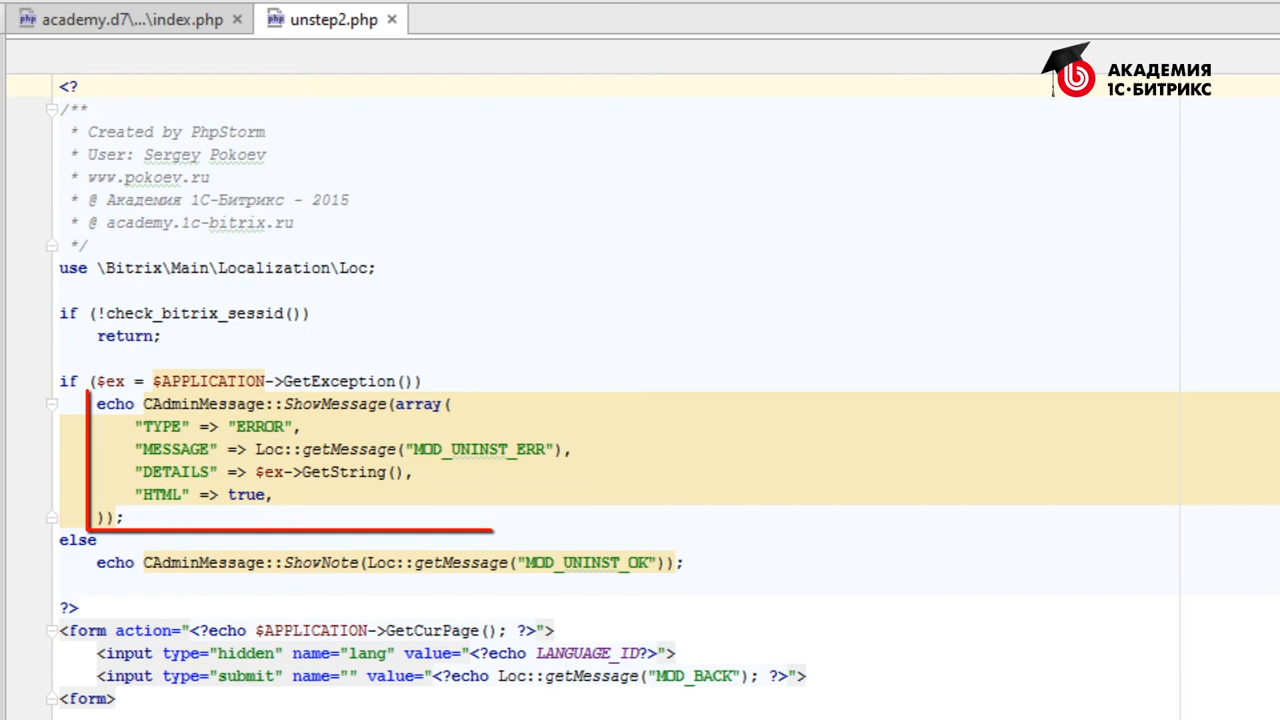 academy.d7\...\index.php
unstep2.php
АКАДЕМИЯ
1С·БИТРИКС
<?
/**
* Created by PhpStorm
* User: Sergey Pokoev
* www.pokoev.ru
* @ Академия 1С-Битрикс - 2015
* @ academy.1c-bitrix.ru
*/
use \Bitrix\Main\Localization\Loc;
if (!check_bitrix_sessid())
return;
if ($ex = $APPLICATION->GetException())
echo CAdminMessage::ShowMessage(array(
"TYPE" => "ERROR",
"MESSAGE" => Loc::getMessage("MOD_UNINST_ERR"),
"DETAILS" => $ex->GetString(),
"HTML" => true,
));
else
echo CAdminMessage::ShowNote(Loc::getMessage("MOD_UNINST_OK"));
?>
<form action="<?echo $APPLICATION->GetCurPage(); ?>">
<input type="hidden" name="lang" value="<?echo LANGUAGE_ID?>">
<input type="submit" name="" value="<?echo Loc::getMessage("MOD_BACK"); ?>">
<form>